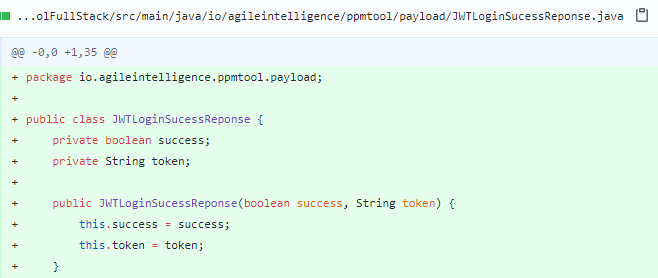 ...olFullStack/src/main/java/io/agileintelligence/ppmtool/payload/JWTLoginSucessReponse.java
@@ -0,0 +1,35 @@
+ package io.agileintelligence.ppmtool.payload;
+
+ public class JWTLoginSucessReponse {
+     private boolean success;
+     private String token;
+
+     public JWTLoginSucessReponse(boolean success, String token) {
+         this.success = success;
+         this.token = token;
+     }